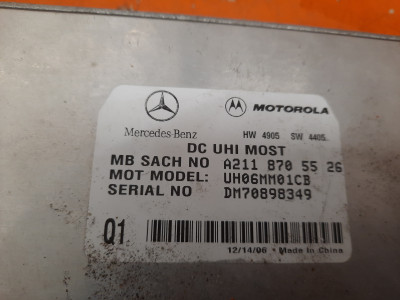 MOTOROLA
Mercedes-Benz HW 4905 SW 4405.
DC UHI MOST
MB SACH NO A211 870 55 26
MOT MODEL: UH06MM01CB
SERIAL NO DM70898349
Q1
12/14/06 • Made in China